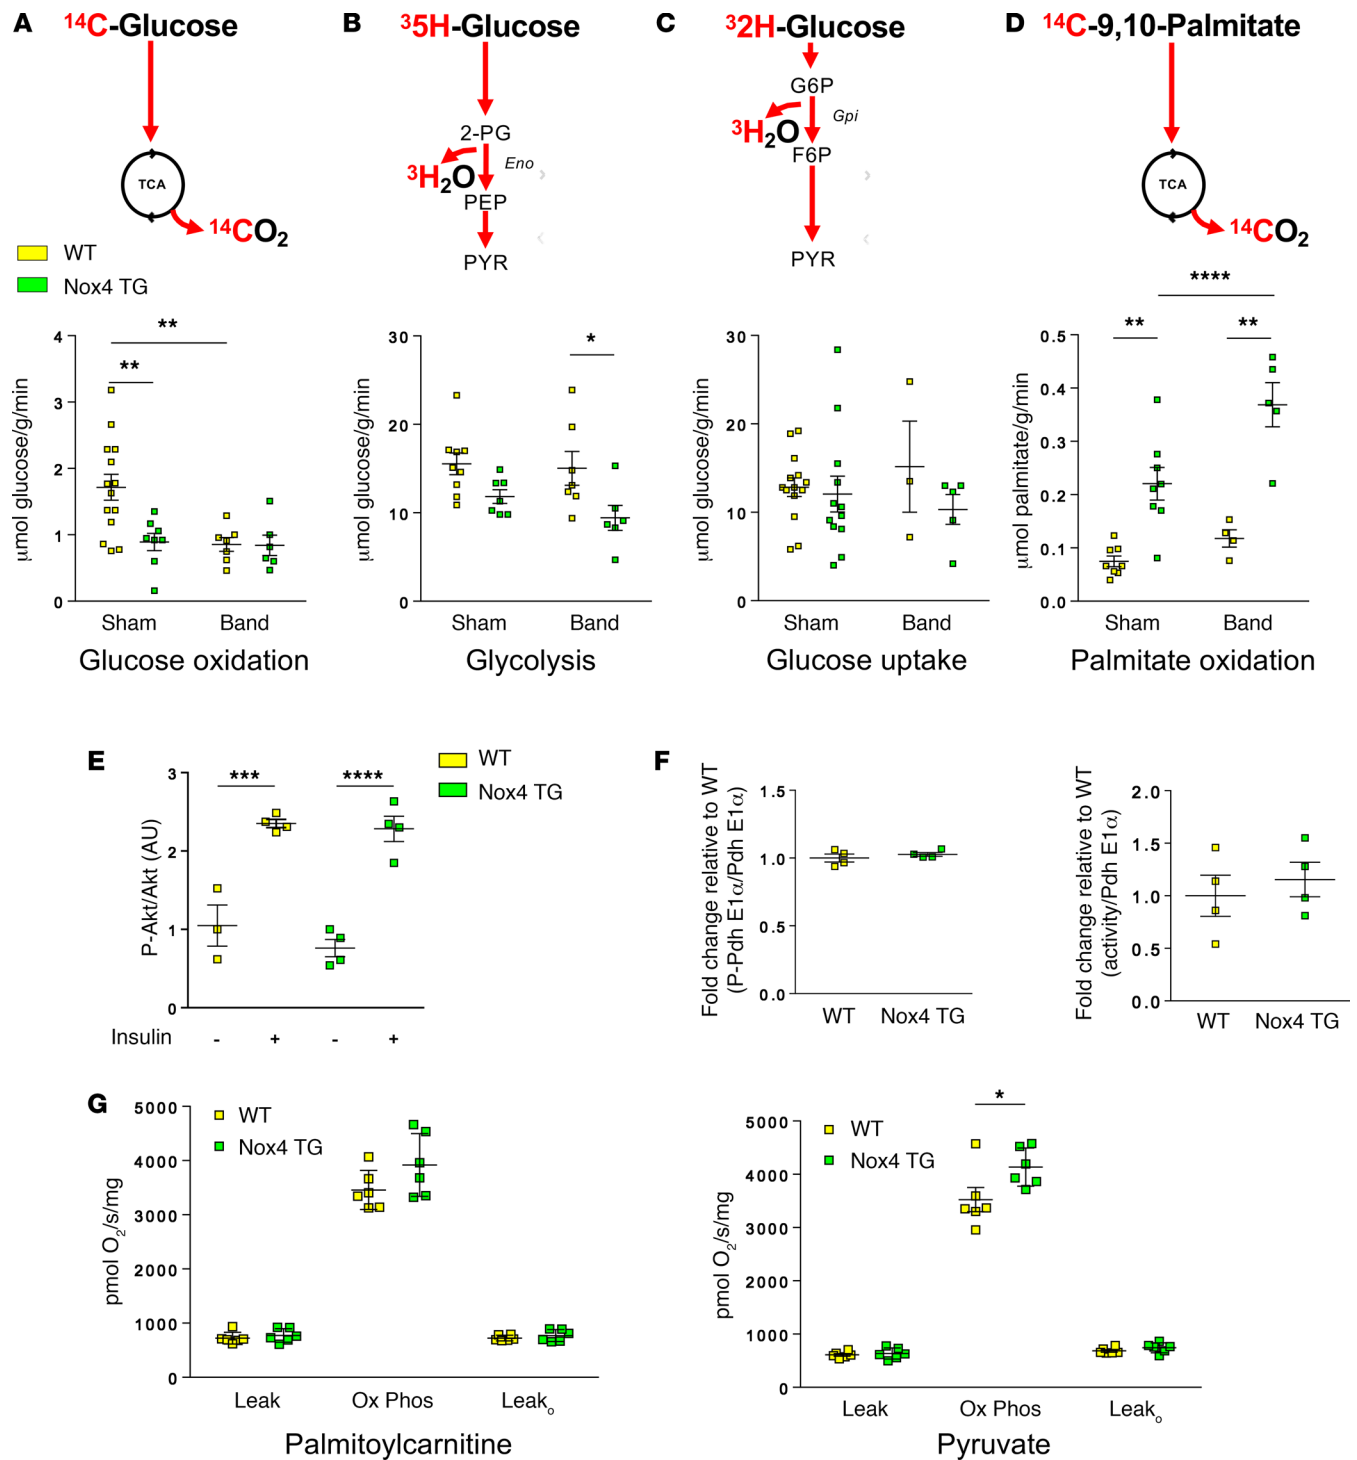 A
14C-Glucose
TCA
14CO2
B
35H-Glucose
2-PG
Eno
3H2O
PEP
PYR
C
32H-Glucose
G6P
Gpi
3H2O
F6P
PYR
D
14C-9,10-Palmitate
TCA
14CO2
WT
Nox4 TG
µmol glucose/g/min
4
3
2
1
0
**
**
Sham Band
Glucose oxidation
µmol glucose/g/min
30
20
10
0
*
Sham Band
Glycolysis
µmol glucose/g/min
30
20
10
0
Sham Band
Glucose uptake
µmol palmitate/g/min
0.5
0.4
0.3
0.2
0.1
0.0
****
**
**
Sham Band
Palmitate oxidation
E
WT
Nox4 TG
P-Akt/Akt (AU)
3
2
1
0
***
****
Insulin - + - +
F
Fold change relative to WT
(P-Pdh E1α/Pdh E1α)
1.5
1.0
0.5
0.0
WT Nox4 TG
Fold change relative to WT
(activity/Pdh E1α)
2.0
1.5
1.0
0.5
0.0
WT Nox4 TG
G
WT
Nox4 TG
pmol O2/s/mg
5000
4000
3000
2000
1000
0
Leak Ox Phos Leako
Palmitoylcarnitine
WT
Nox4 TG
pmol O2/s/mg
5000
4000
3000
2000
1000
0
*
Leak Ox Phos Leako
Pyruvate